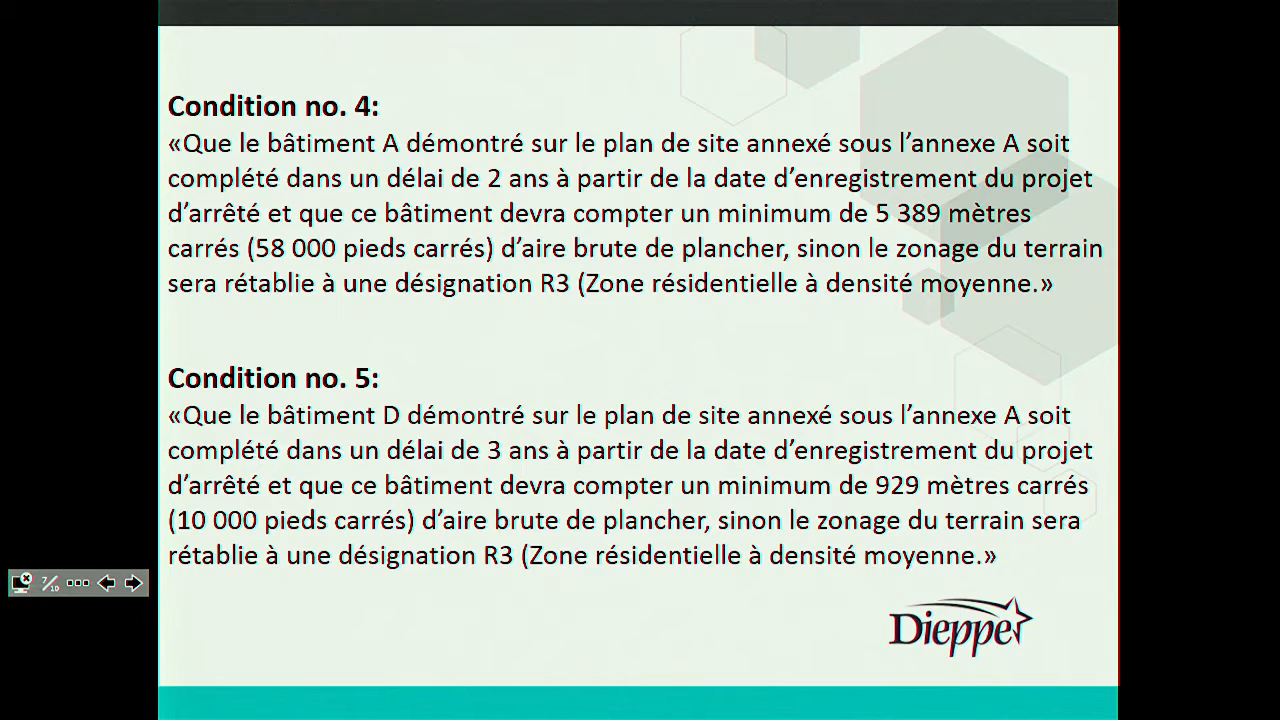 Condition no. 4:
«Que le bâtiment A démontré sur le plan de site annexé sous l’annexe A soit
complété dans un délai de 2 ans à partir de la date d’enregistrement du projet
d’arrêté et que ce bâtiment devra compter un minimum de 5 389 mètres
carrés (58 000 pieds carrés) d’aire brute de plancher, sinon le zonage du terrain
sera rétablie à une désignation R3 (Zone résidentielle à densité moyenne.»
Condition no. 5:
«Que le bâtiment D démontré sur le plan de site annexé sous l’annexe A soit
complété dans un délai de 3 ans à partir de la date d’enregistrement du projet
d’arrêté et que ce bâtiment devra compter un minimum de 929 mètres carrés
(10 000 pieds carrés) d’aire brute de plancher, sinon le zonage du terrain sera
rétablie à une désignation R3 (Zone résidentielle à densité moyenne.»
7/10
Dieppe